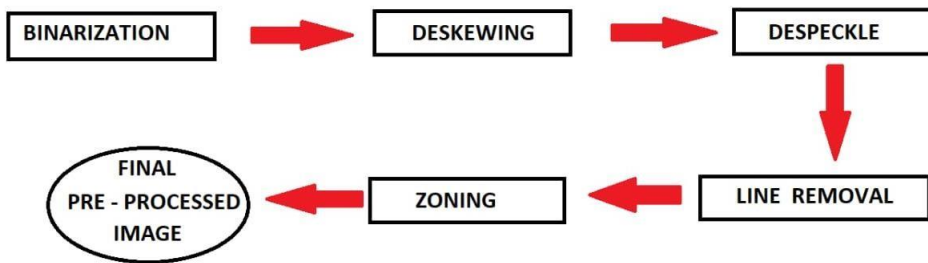 BINARIZATION
DESKEWING
DESPECKLE
LINE REMOVAL
ZONING
FINAL
PRE - PROCESSED
IMAGE